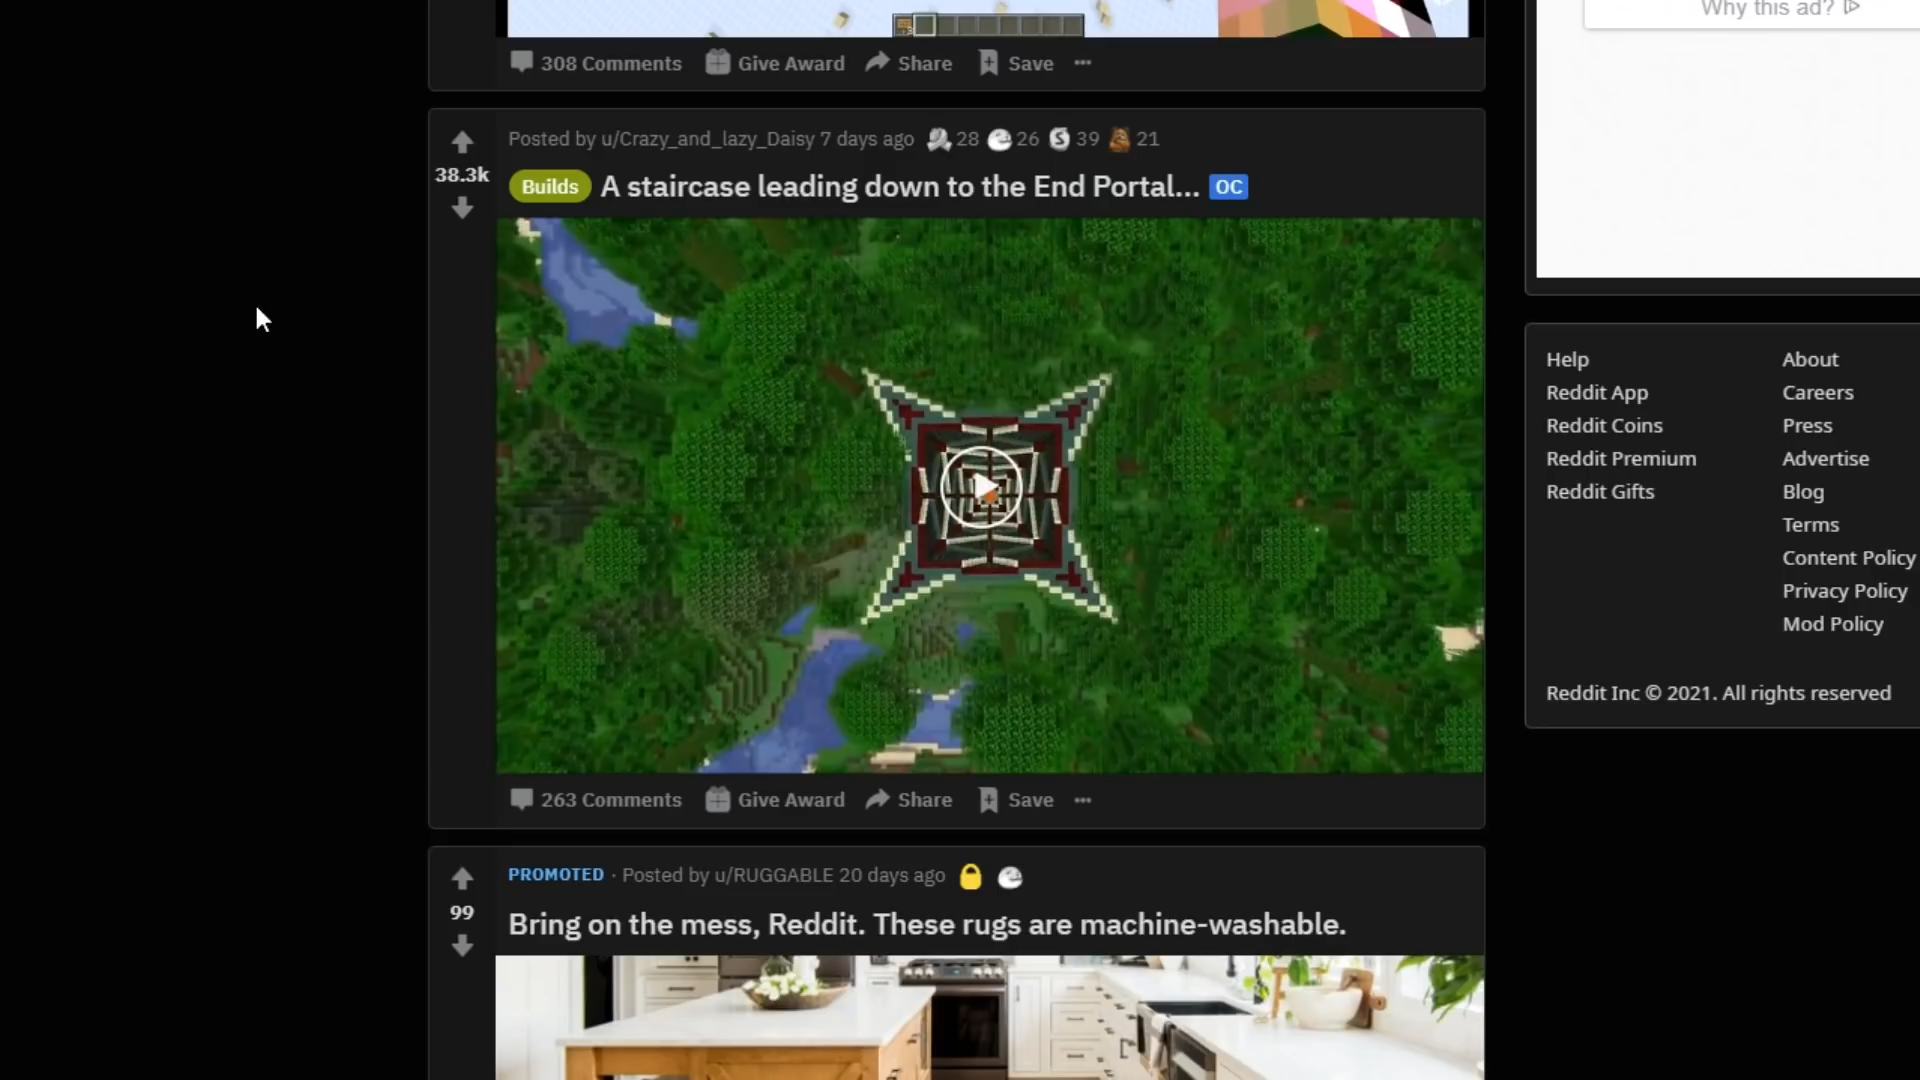 Why this ad?
308 Comments Give Award Share Save
Posted by u/Crazy_and_lazy_Daisy 7 days ago 28 26 39 21
38.3k
Builds A staircase leading down to the End Portal... OC
263 Comments Give Award Share Save
PROMOTED · Posted by u/RUGGABLE 20 days ago
99
Bring on the mess, Reddit. These rugs are machine-washable.
Help
Reddit App
Reddit Coins
Reddit Premium
Reddit Gifts
About
Careers
Press
Advertise
Blog
Terms
Content Policy
Privacy Policy
Mod Policy
Reddit Inc © 2021. All rights reserved